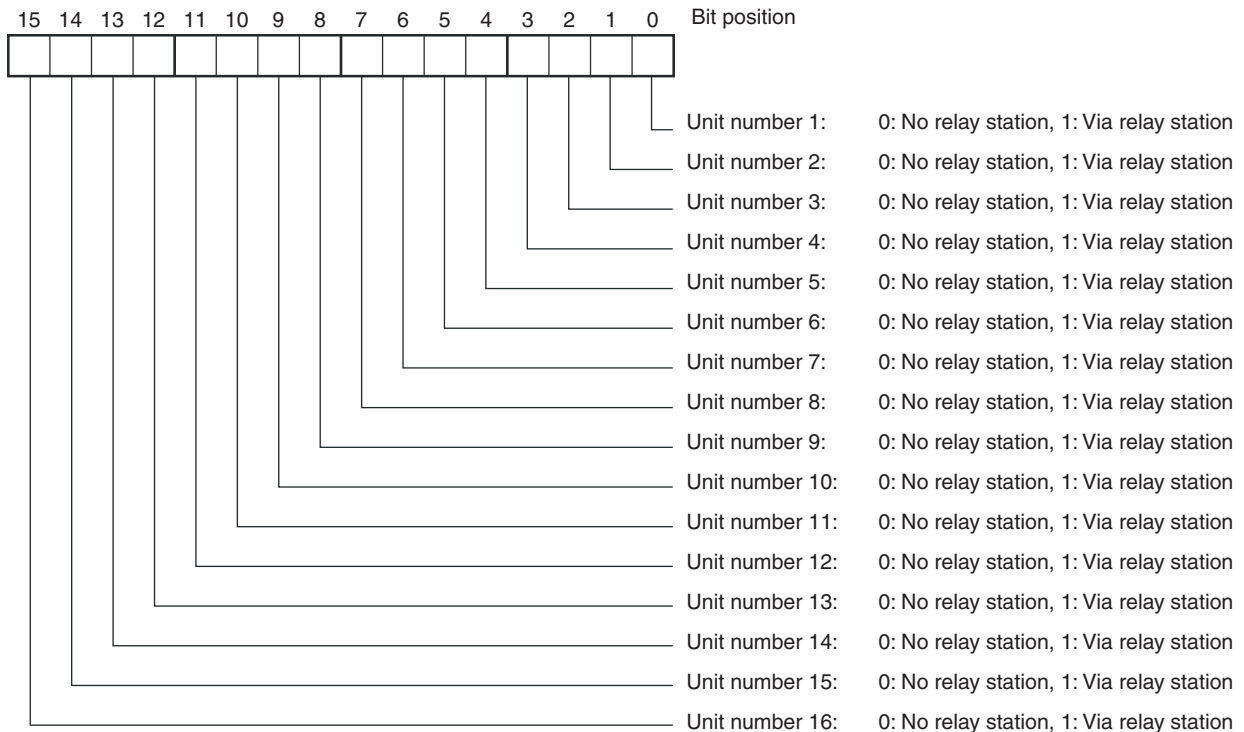 15 14 13 12 11 10 9 8 7 6 5 4 3 2 1 0 Bit position
Unit number 1: 0: No relay station, 1: Via relay station
Unit number 2: 0: No relay station, 1: Via relay station
Unit number 3: 0: No relay station, 1: Via relay station
Unit number 4: 0: No relay station, 1: Via relay station
Unit number 5: 0: No relay station, 1: Via relay station
Unit number 6: 0: No relay station, 1: Via relay station
Unit number 7: 0: No relay station, 1: Via relay station
Unit number 8: 0: No relay station, 1: Via relay station
Unit number 9: 0: No relay station, 1: Via relay station
Unit number 10: 0: No relay station, 1: Via relay station
Unit number 11: 0: No relay station, 1: Via relay station
Unit number 12: 0: No relay station, 1: Via relay station
Unit number 13: 0: No relay station, 1: Via relay station
Unit number 14: 0: No relay station, 1: Via relay station
Unit number 15: 0: No relay station, 1: Via relay station
Unit number 16: 0: No relay station, 1: Via relay station